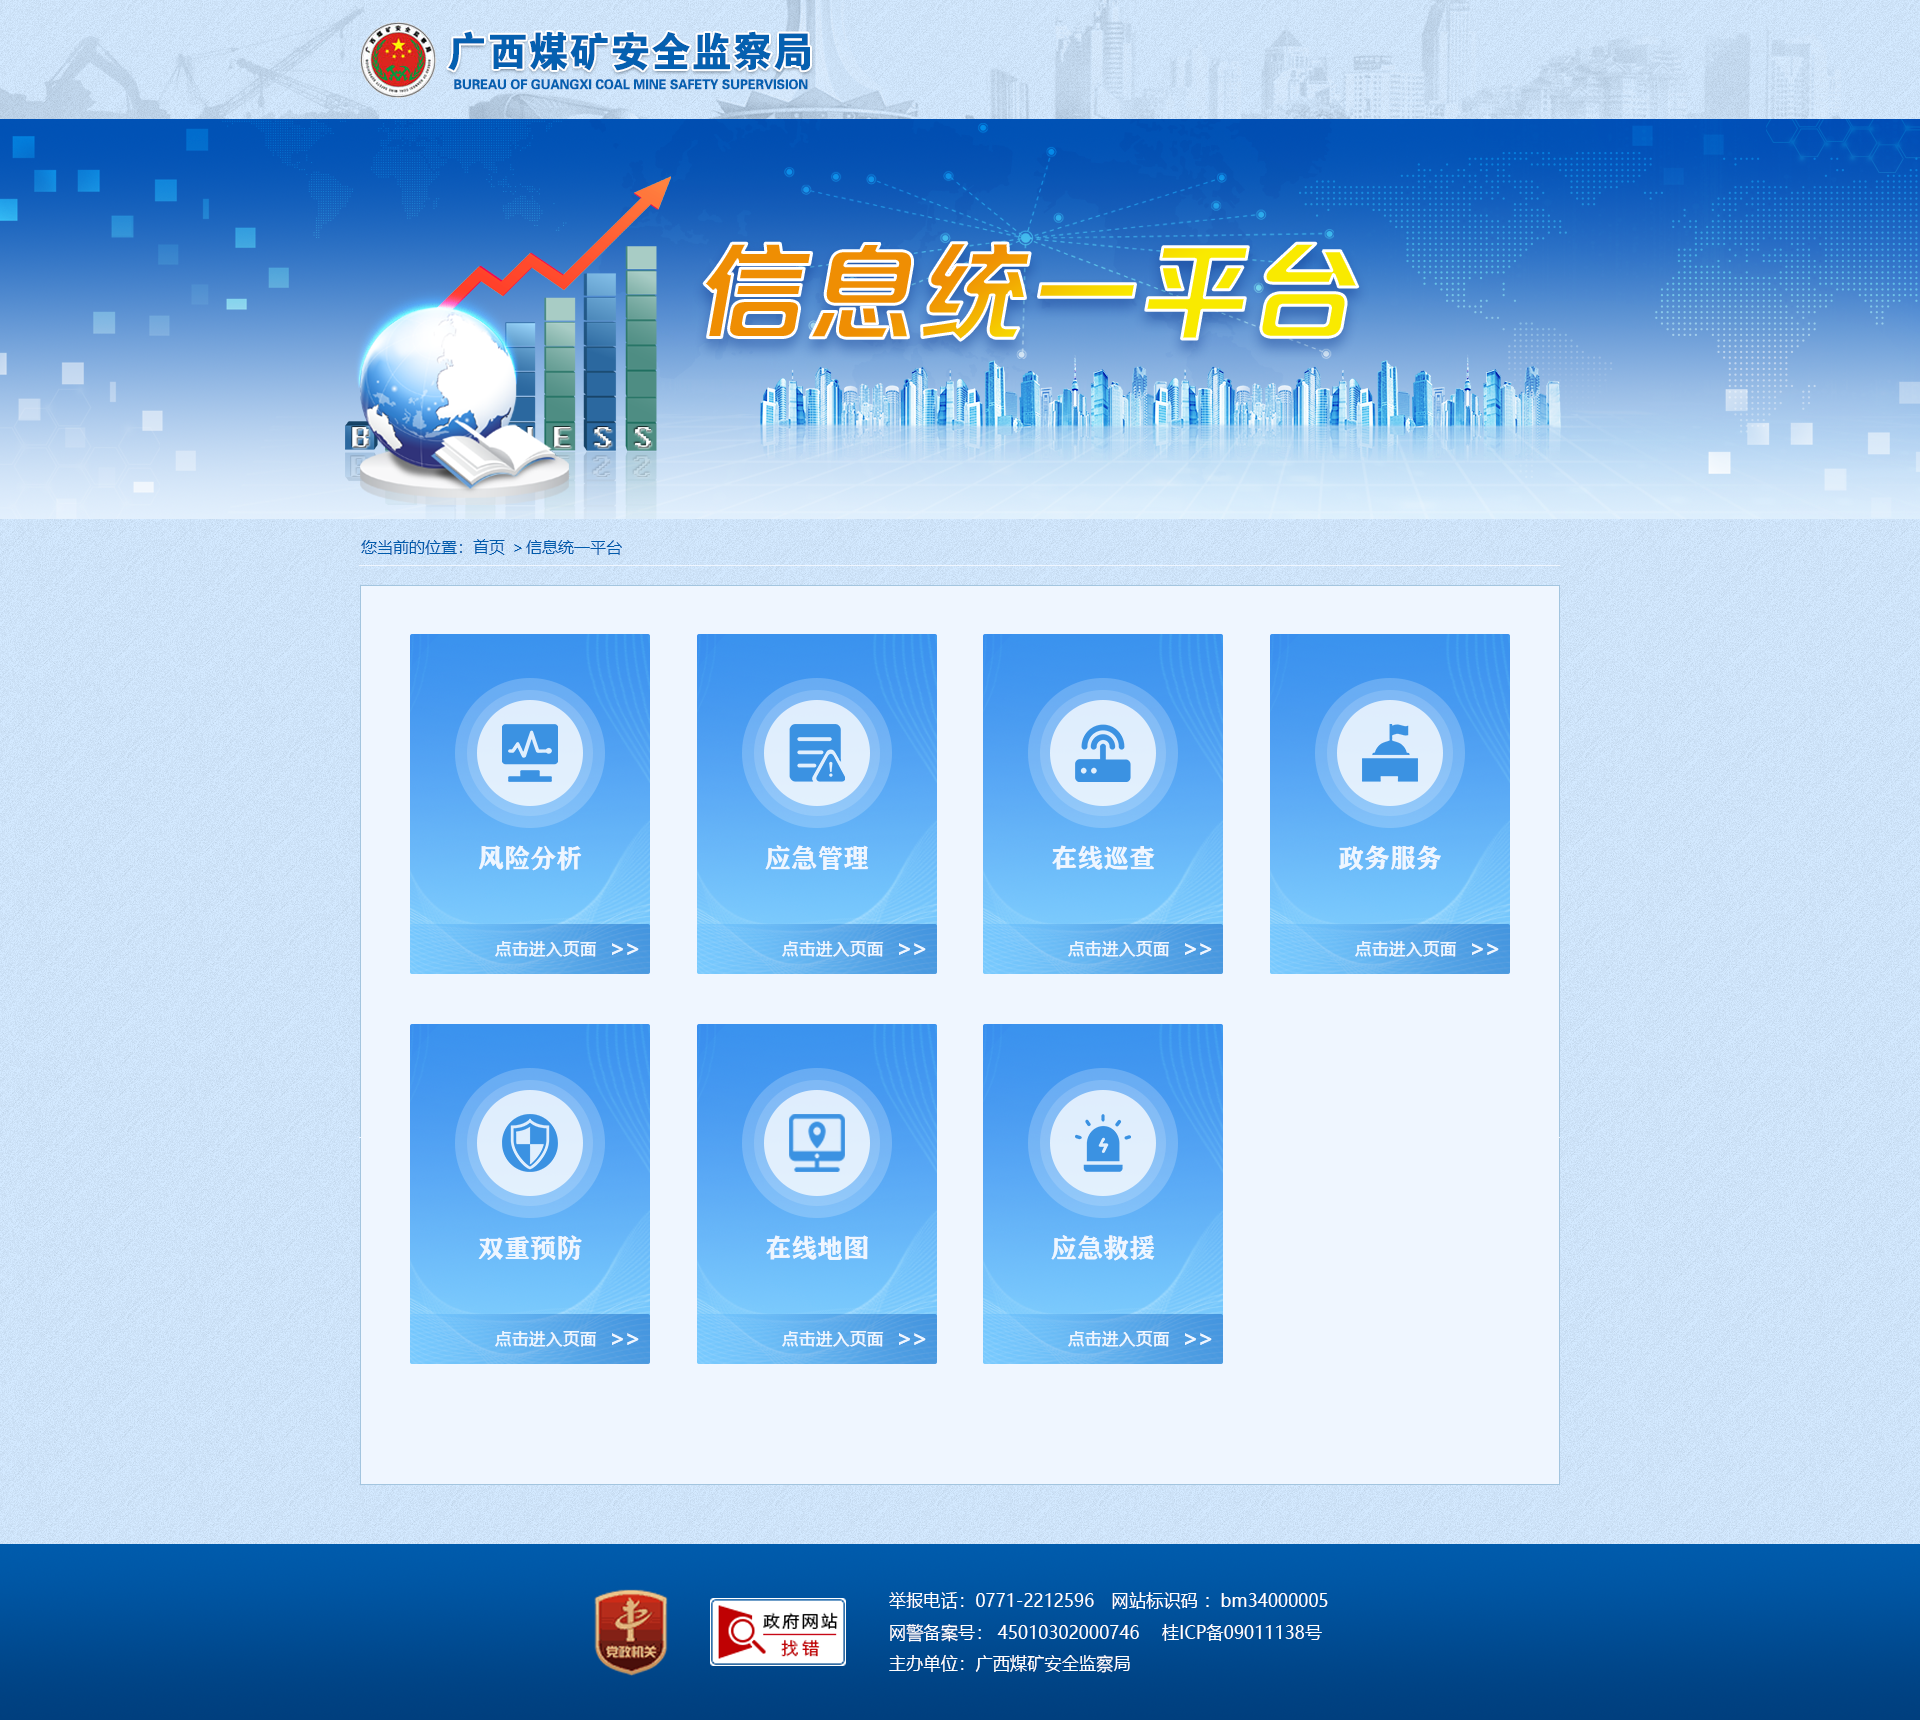 广西煤矿安全监察局
BUREAU OF GUANGXI COAL MINE SAFETY SUPERVISION
信息统一平台
B ESS
您当前的位置：首页 > 信息统一平台
风险分析
点击进入页面 >>
应急管理
点击进入页面 >>
在线巡查
点击进入页面 >>
政务服务
点击进入页面 >>
双重预防
点击进入页面 >>
在线地图
点击进入页面 >>
应急救援
点击进入页面 >>
党政机关
政府网站
找错
举报电话：0771-2212596 网站标识码 ：bm34000005
网警备案号： 45010302000746 桂ICP备09011138号
主办单位：广西煤矿安全监察局